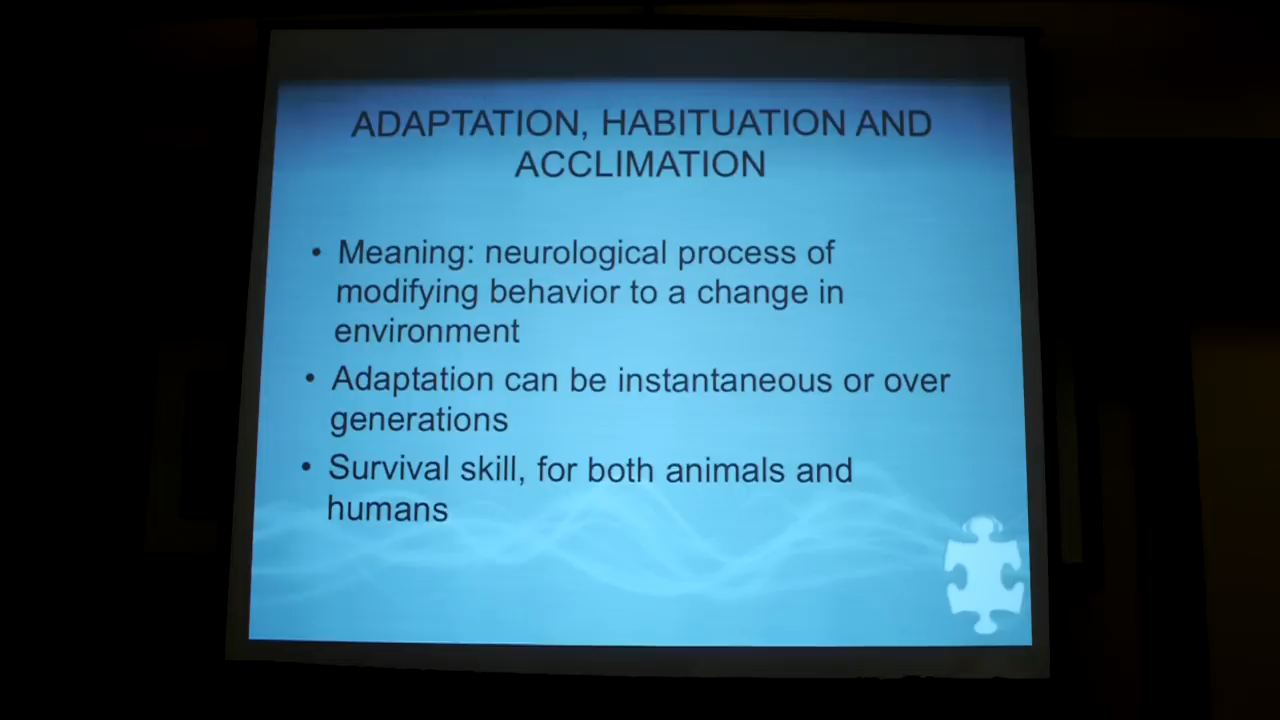 ADAPTATION, HABITUATION AND
ACCLIMATION
• Meaning: neurological process of
modifying behavior to a change in
environment
• Adaptation can be instantaneous or over
generations
• Survival skill, for both animals and
humans